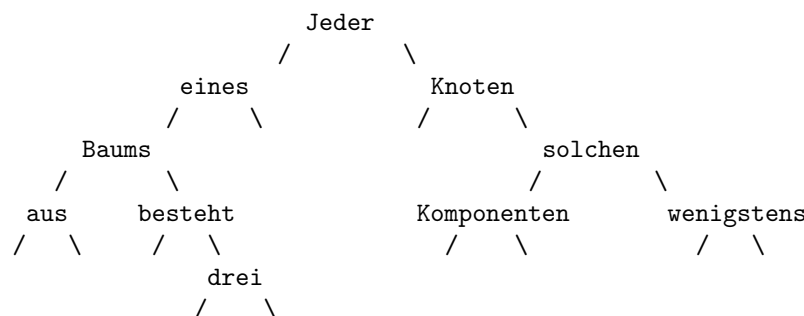 Jeder
eines Knoten
Baums solchen
aus besteht Komponenten wenigstens
drei